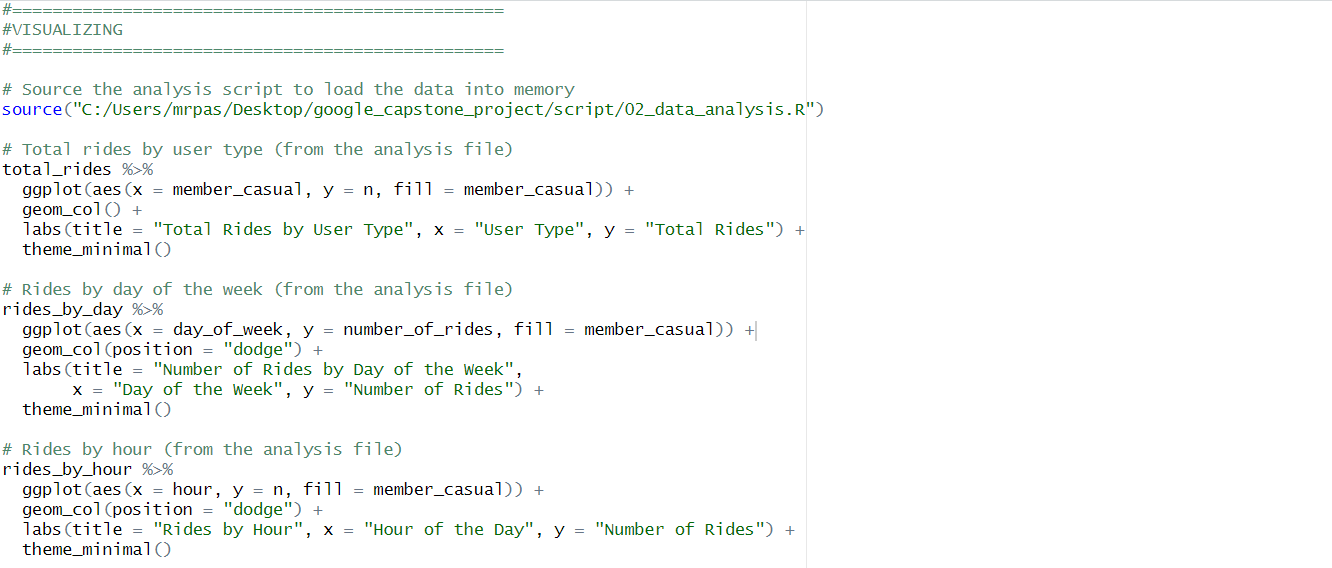 #=================================================
#VISUALIZING
#=================================================
# Source the analysis script to load the data into memory
source("C:/Users/mrpas/Desktop/google_capstone_project/script/02_data_analysis.R")
# Total rides by user type (from the analysis file)
total_rides %>%
  ggplot(aes(x = member_casual, y = n, fill = member_casual)) +
  geom_col() +
  labs(title = "Total Rides by User Type", x = "User Type", y = "Total Rides") +
  theme_minimal()
# Rides by day of the week (from the analysis file)
rides_by_day %>%
  ggplot(aes(x = day_of_week, y = number_of_rides, fill = member_casual)) +
  geom_col(position = "dodge") +
  labs(title = "Number of Rides by Day of the Week",
       x = "Day of the Week", y = "Number of Rides") +
  theme_minimal()
# Rides by hour (from the analysis file)
rides_by_hour %>%
  ggplot(aes(x = hour, y = n, fill = member_casual)) +
  geom_col(position = "dodge") +
  labs(title = "Rides by Hour", x = "Hour of the Day", y = "Number of Rides") +
  theme_minimal()